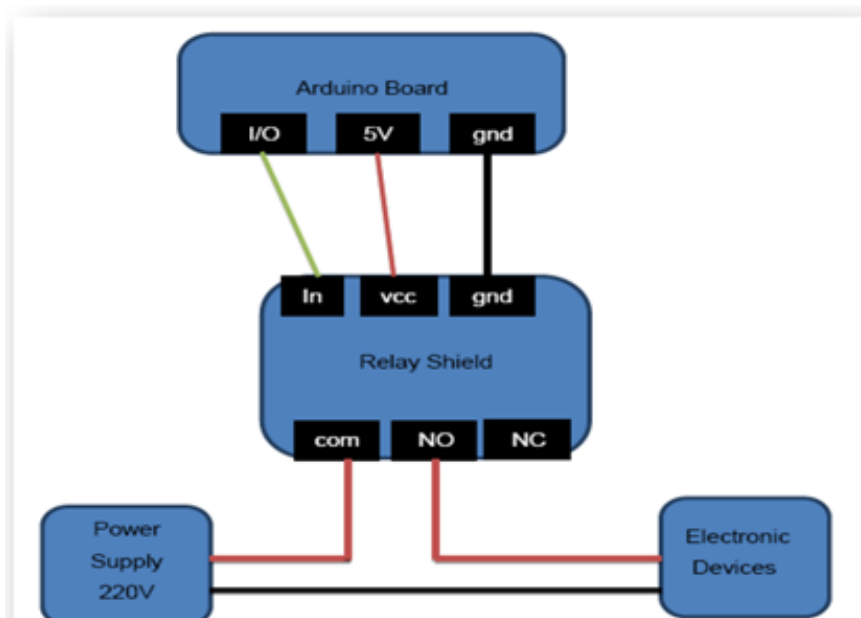 Arduino Board
I/O 5V gnd
In vcc gnd
Relay Shield
com NO NC
Power
Supply
220V
Electronic
Devices